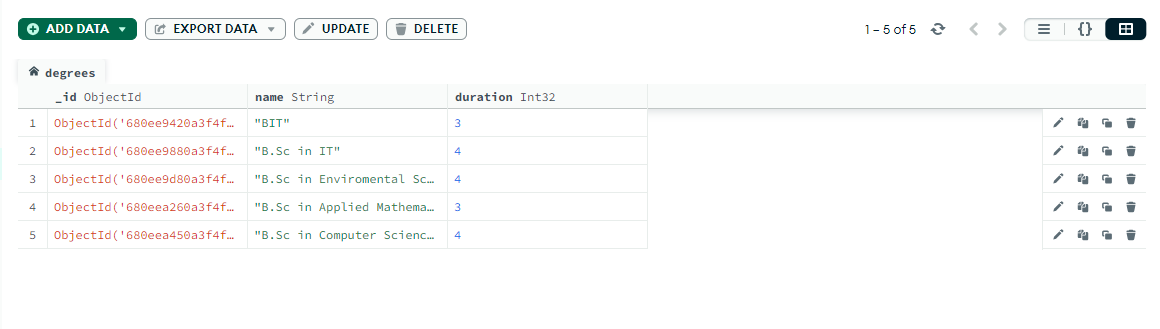 ADD DATA EXPORT DATA UPDATE DELETE 1 – 5 of 5 {}
degrees
_id ObjectId name String duration Int32
1 ObjectId('680ee9420a3f4f… "BIT" 3
2 ObjectId('680ee9880a3f4f… "B.Sc in IT" 4
3 ObjectId('680ee9d80a3f4f… "B.Sc in Enviromental Sc… 4
4 ObjectId('680eea260a3f4f… "B.Sc in Applied Mathema… 3
5 ObjectId('680eea450a3f4f… "B.Sc in Computer Scienc… 4